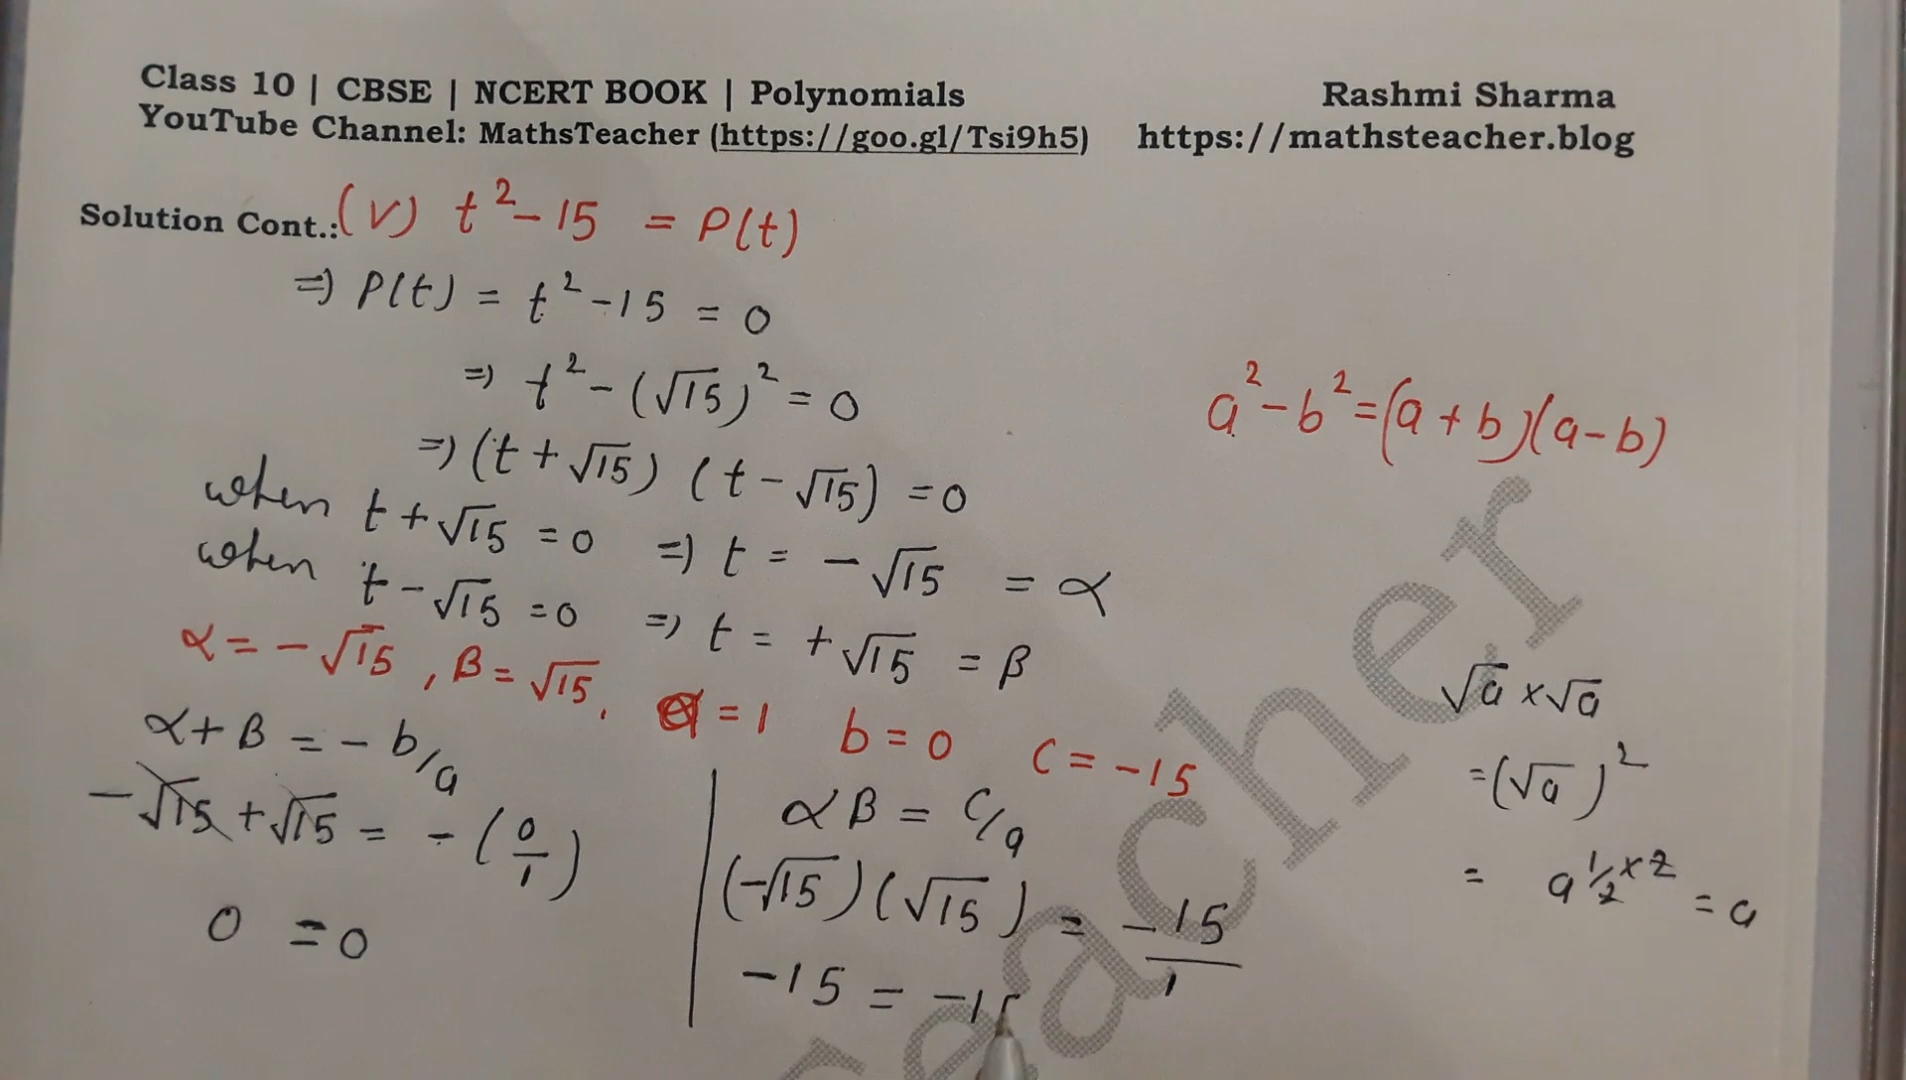 Class 10 | CBSE | NCERT BOOK | Polynomials
Rashmi Sharma
YouTube Channel: MathsTeacher (https://goo.gl/Tsi9h5)
https://mathsteacher.blog
Solution Cont.: (v) t² - 15 = P(t)
=> P(t) = t² - 15 = 0
=> t² - (√15)² = 0
a² - b² = (a + b)(a - b)
=> (t + √15) (t - √15) = 0
when t + √15 = 0 => t = - √15 = α
when t - √15 = 0 => t = + √15 = β
α = - √15, β = √15, a = 1 b = 0 c = -15
α + β = - b/a
- √15 + √15 = - (0/1)
0 = 0
αβ = c/a
(-√15)(√15) = -15/1
-15 = -15
√a × √a
= (√a)²
= a^(1/2 × 2) = a
eacher